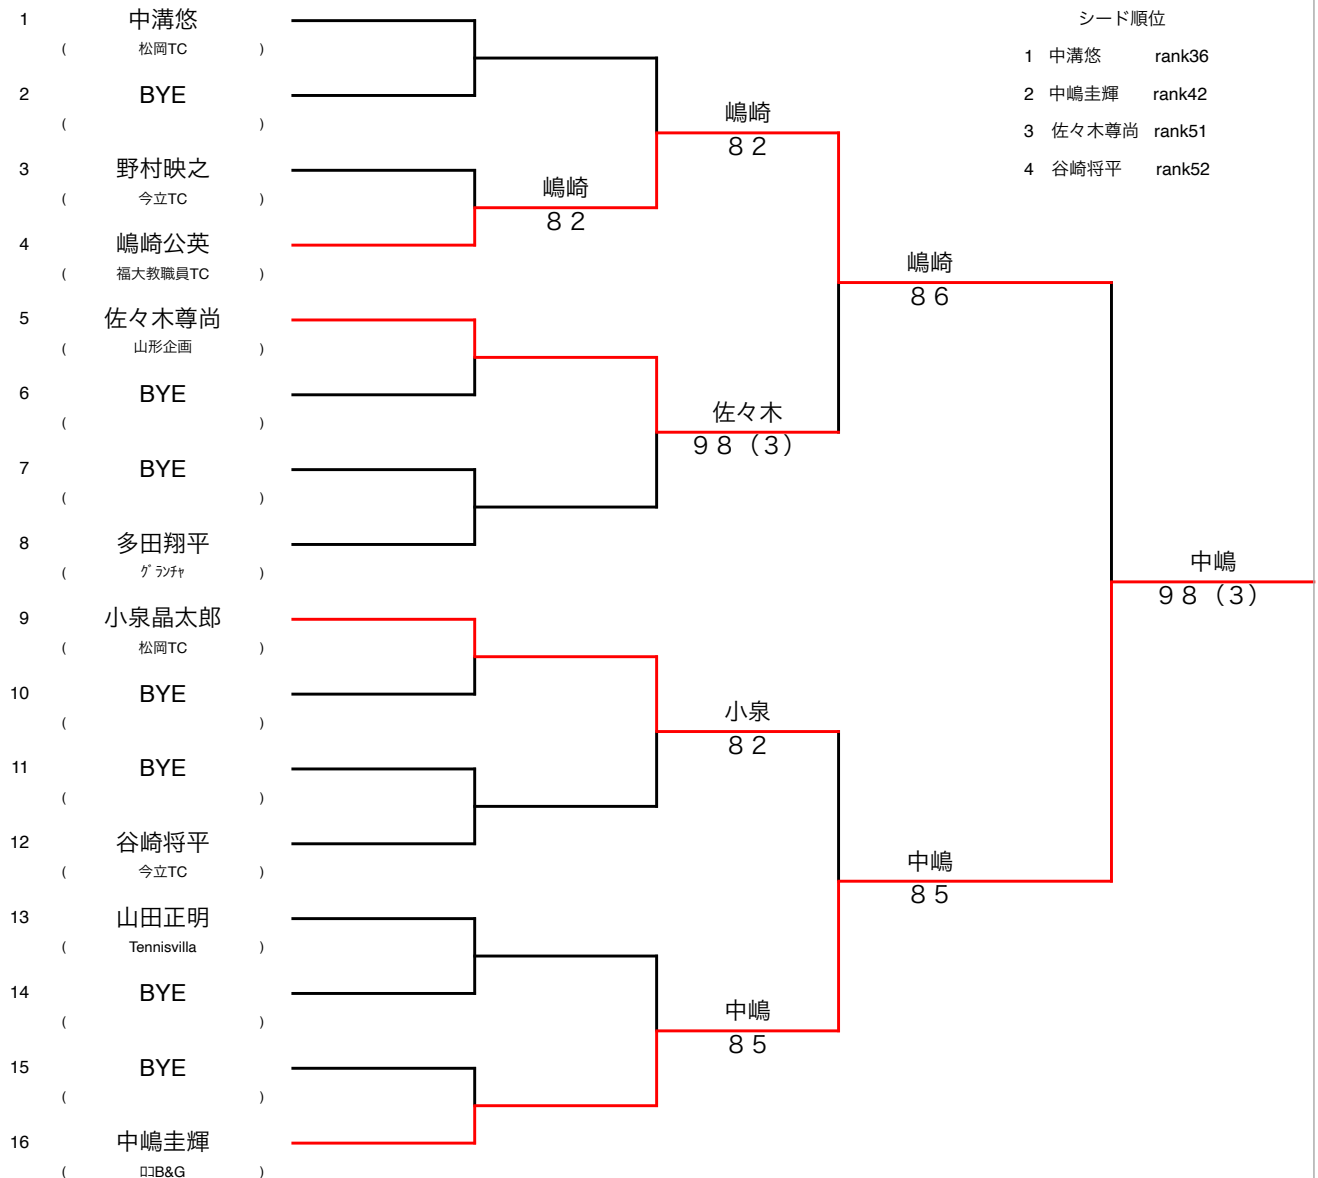 1 中溝悠
( 松岡TC )
2 BYE
( )
3 野村映之
( 今立TC )
4 嶋崎公英
( 福大教職員TC )
5 佐々木尊尚
( 山形企画 )
6 BYE
( )
7 BYE
( )
8 多田翔平
( ｸﾞﾗﾝﾁｬ )
9 小泉晶太郎
( 松岡TC )
10 BYE
( )
11 BYE
( )
12 谷崎将平
( 今立TC )
13 山田正明
( Tennisvilla )
14 BYE
( )
15 BYE
( )
16 中嶋圭輝
( ﾛｺB&G )
嶋崎
８２
嶋崎
８２
佐々木
９８（３）
小泉
８２
中嶋
８５
嶋崎
８６
中嶋
８５
中嶋
９８（３）
シード順位
1 中溝悠 rank36
2 中嶋圭輝 rank42
3 佐々木尊尚 rank51
4 谷崎将平 rank52